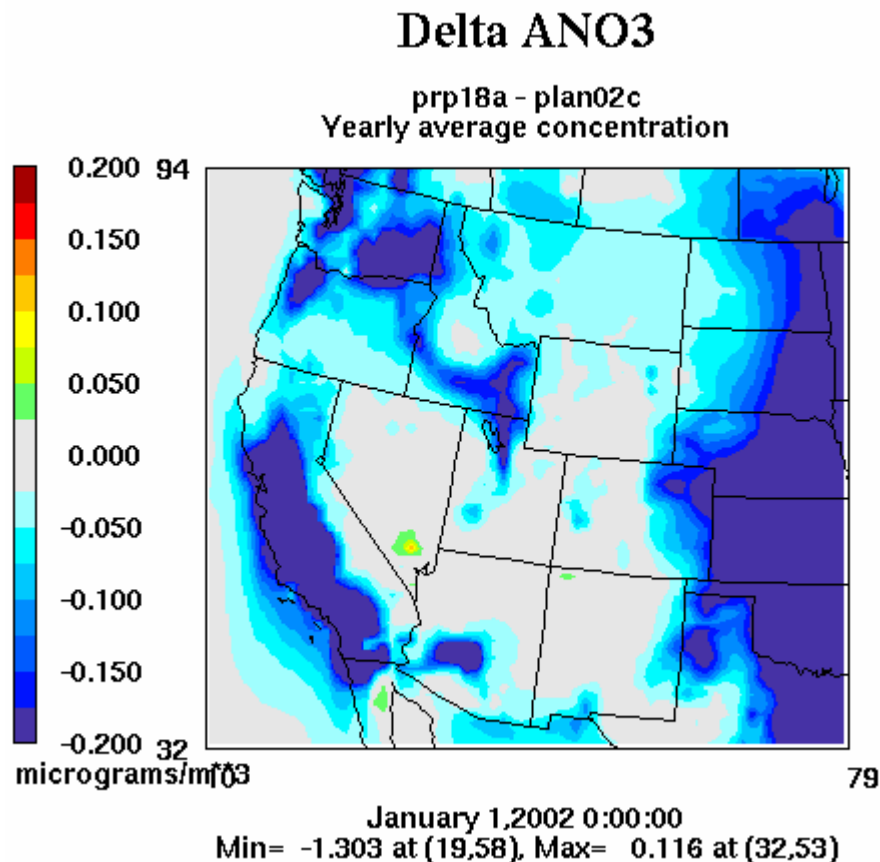 Delta ANO3
prp18a - plan02c
Yearly average concentration
0.200 94
0.150
0.100
0.050
0.000
-0.050
-0.100
-0.150
-0.200 32
79
January 1,2002 0:00:00
Min= -1.303 at (19,58), Max= 0.116 at (32,53)